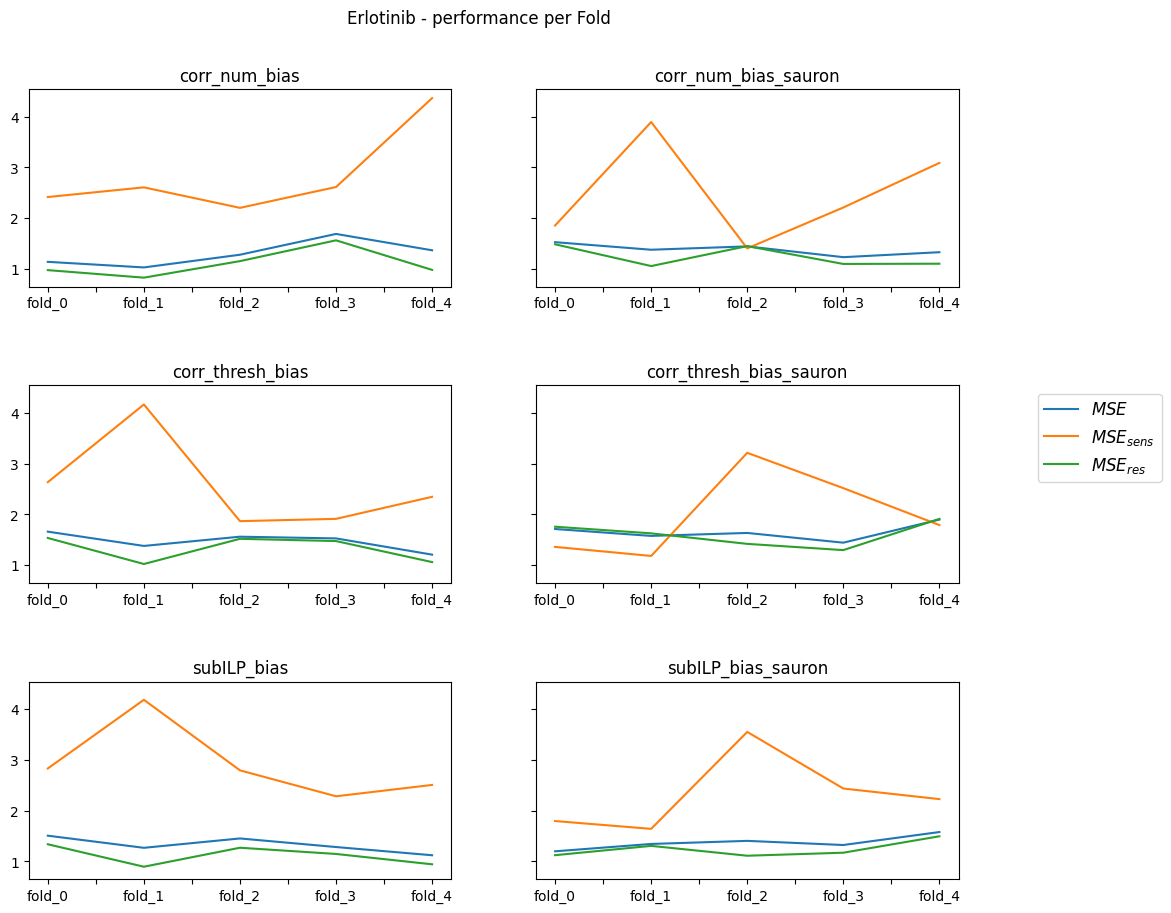 Erlotinib - performance per Fold
corr_num_bias
corr_num_bias_sauron
4
3
2
1
fold_0 fold_1 fold_2 fold_3 fold_4
fold_0 fold_1 fold_2 fold_3 fold_4
corr_thresh_bias
corr_thresh_bias_sauron
4
3
2
1
fold_0 fold_1 fold_2 fold_3 fold_4
fold_0 fold_1 fold_2 fold_3 fold_4
MSE
MSE_sens
MSE_res
subILP_bias
subILP_bias_sauron
4
3
2
1
fold_0 fold_1 fold_2 fold_3 fold_4
fold_0 fold_1 fold_2 fold_3 fold_4